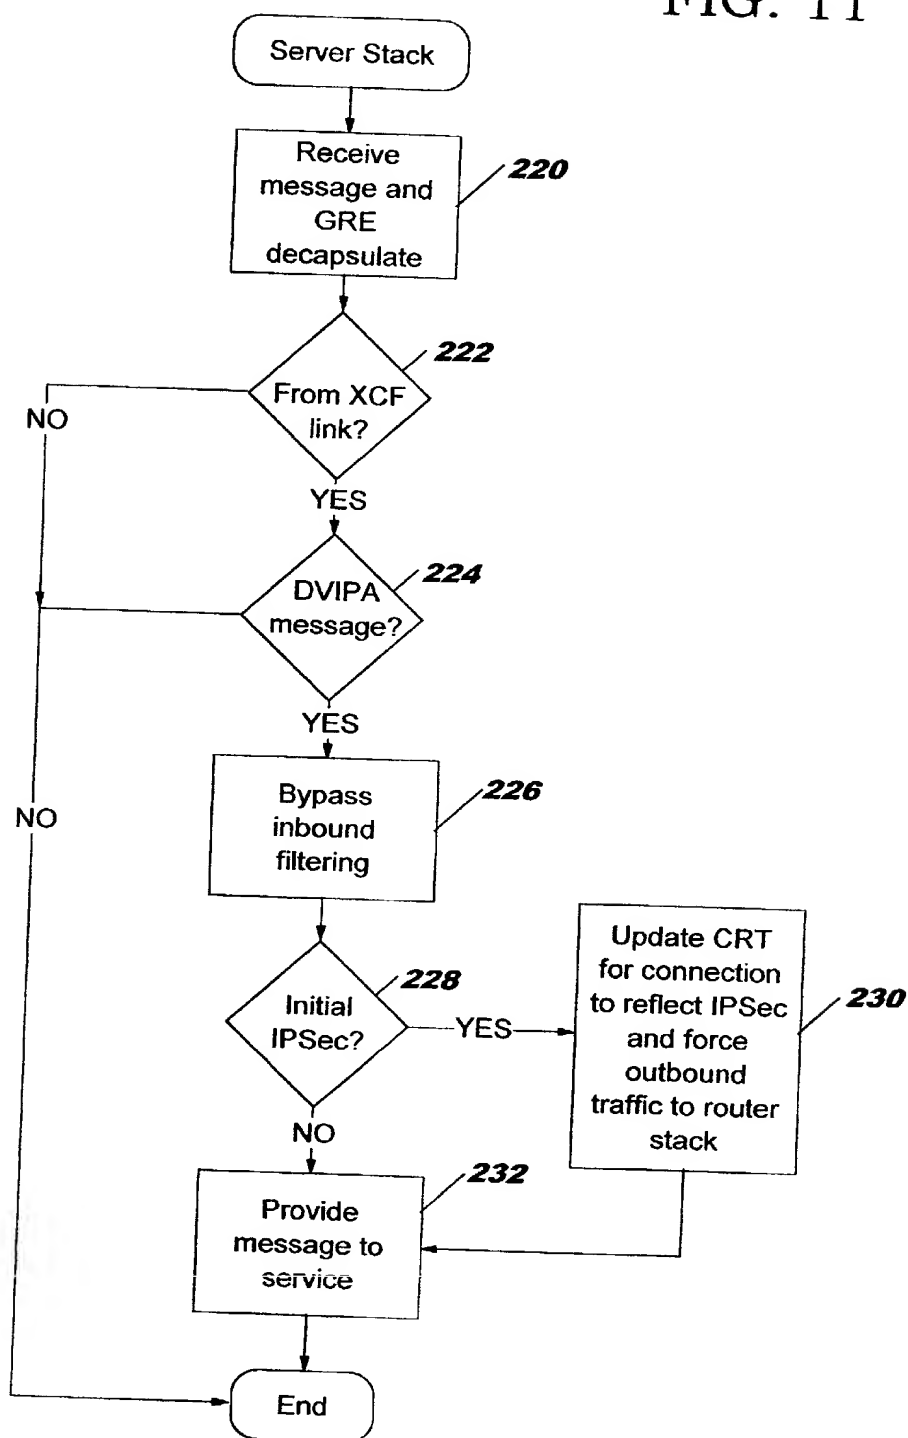 FIG. 11
Server Stack
Receive
message and
GRE
decapsulate
220
From XCF
link?
222
NO
YES
DVIPA
message?
224
YES
NO
Bypass
inbound
filtering
226
Initial
IPSec?
228
YES
Update CRT
for connection
to reflect IPSec
and force
outbound
traffic to router
stack
230
NO
Provide
message to
service
232
End